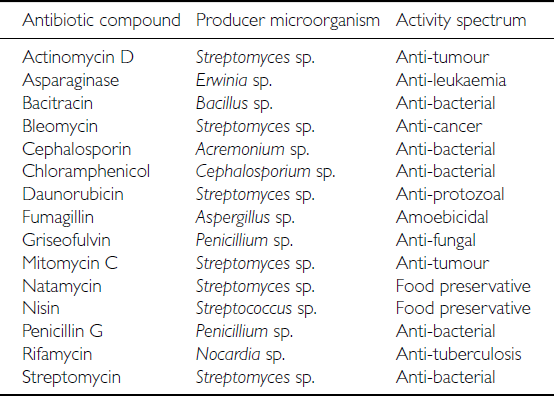 Antibiotic compound Producer microorganism Activity spectrum
Actinomycin D Streptomyces sp. Anti-tumour
Asparaginase Erwinia sp. Anti-leukaemia
Bacitracin Bacillus sp. Anti-bacterial
Bleomycin Streptomyces sp. Anti-cancer
Cephalosporin Acremonium sp. Anti-bacterial
Chloramphenicol Cephalosporium sp. Anti-bacterial
Daunorubicin Streptomyces sp. Anti-protozoal
Fumagillin Aspergillus sp. Amoebicidal
Griseofulvin Penicillium sp. Anti-fungal
Mitomycin C Streptomyces sp. Anti-tumour
Natamycin Streptomyces sp. Food preservative
Nisin Streptococcus sp. Food preservative
Penicillin G Penicillium sp. Anti-bacterial
Rifamycin Nocardia sp. Anti-tuberculosis
Streptomycin Streptomyces sp. Anti-bacterial